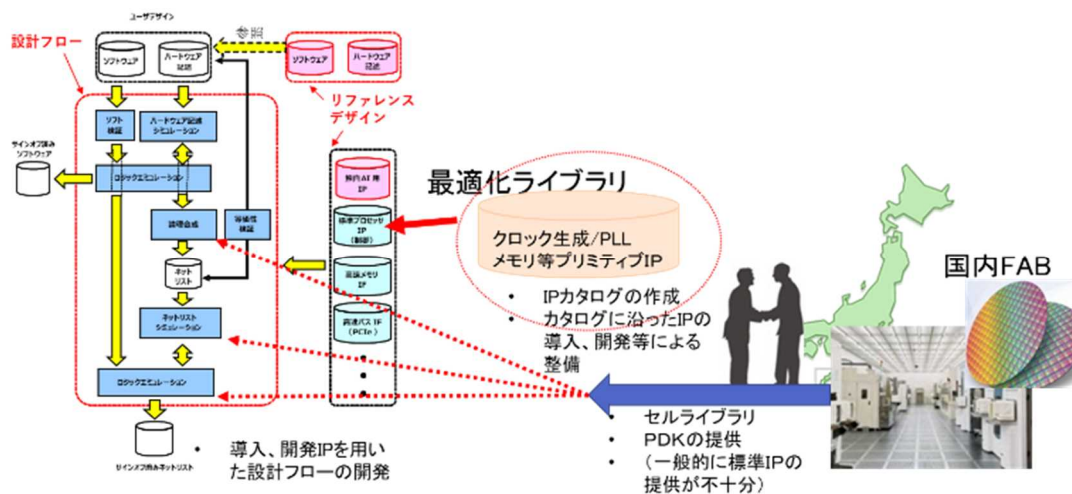 ユーザデザイン
設計フロー
ソフトウェア
ハードウェア
記述
参照
ソフトウェア
ハードウェア
記述
リファレンス
デザイン
ソフト
検証
ハードウェア記述
シミュレーション
サインオフ済み
ソフトウェア
ロジックエミュレーション
論理合成
等価性
検証
ネット
リスト
ネットリスト
シミュレーション
ロジックエミュレーション
サインオフ済みネットリスト
独自AI用
IP
標準プロセッサ
IP
(制御)
高速メモリ
IP
高速バス IP
(PCIe)
最適化ライブラリ
クロック生成/PLL
メモリ等プリミティブIP
• IPカタログの作成
• カタログに沿ったIPの
導入、開発等による
整備
国内FAB
• セルライブラリ
• PDKの提供
• (一般的に標準IPの
提供が不十分)
• 導入、開発IPを用い
た設計フローの開発